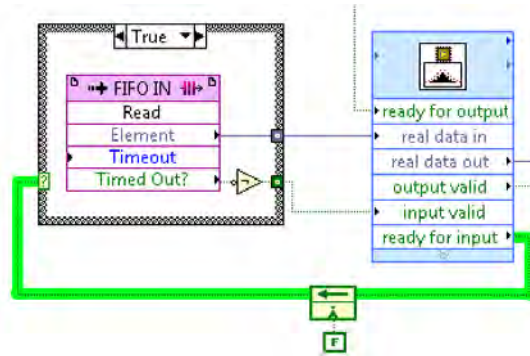 True
FIFO IN
Read
Element
Timeout
Timed Out?
?
ready for output
real data in
real data out
output valid
input valid
ready for input
F